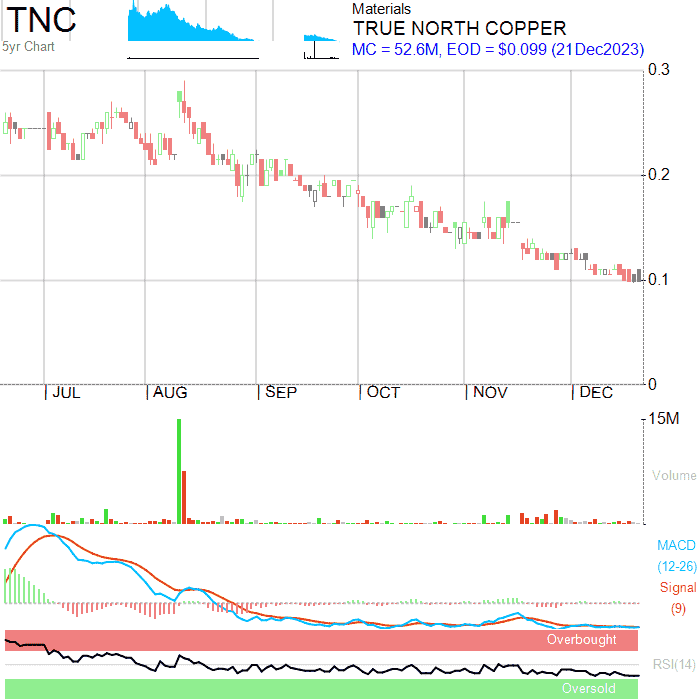 TNC
5yr Chart
Materials
TRUE NORTH COPPER
MC = 52.6M, EOD = $0.099 (21Dec2023)
0.3
0.2
0.1
0
JUL AUG SEP OCT NOV DEC
15M
Volume
MACD
(12-26)
Signal
(9)
Overbought
RSI(14)
Oversold